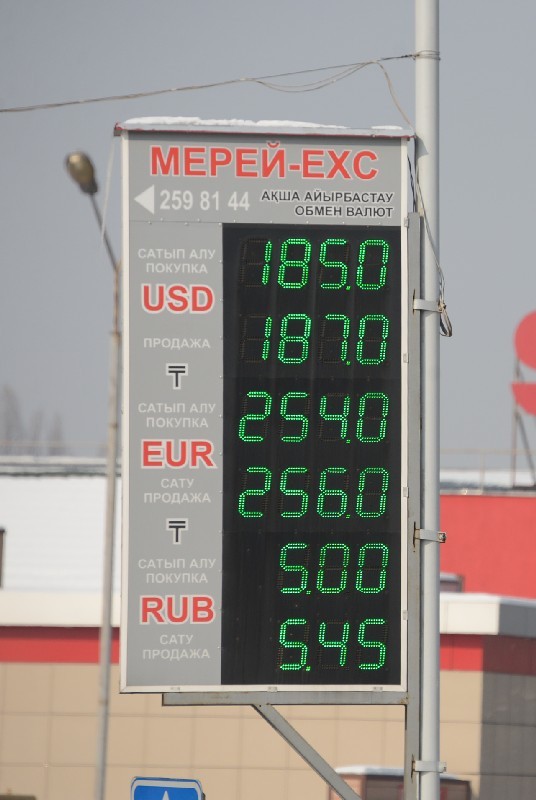 МЕРЕЙ-EXC
259 81 44 АҚША АЙЫРБАСТАУ
ОБМЕН ВАЛЮТ
САТЫП АЛУ
ПОКУПКА
185.0
USD
ПРОДАЖА
187.0
₸
САТЫП АЛУ
ПОКУПКА
254.0
EUR
САТУ
ПРОДАЖА
256.0
₸
САТЫП АЛУ
ПОКУПКА
5.00
RUB
САТУ
ПРОДАЖА
5.45